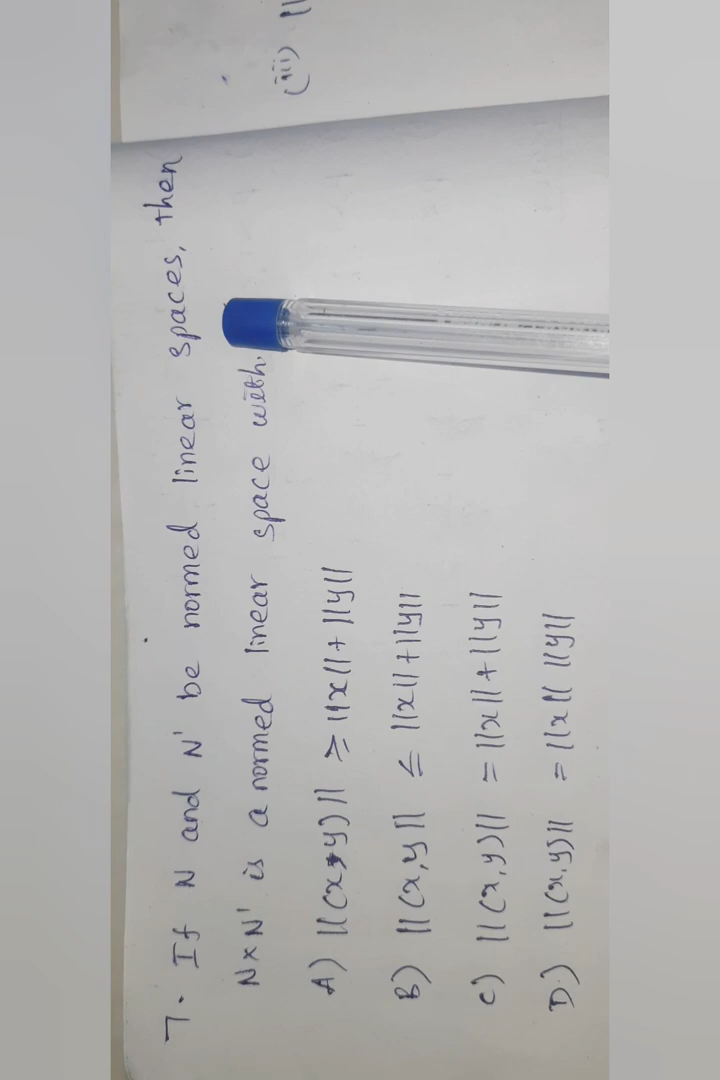 7. If N and N' be normed linear spaces, then
N×N' is a normed linear space with.
A) ||(x,y)|| ≥ ||x||+||y||
B) ||(x,y|| ≤ ||x||+||y||
C) ||(x,y)|| = ||x||+||y||
D.) ||(x,y)|| = ||x|| ||y||
(iii) ||